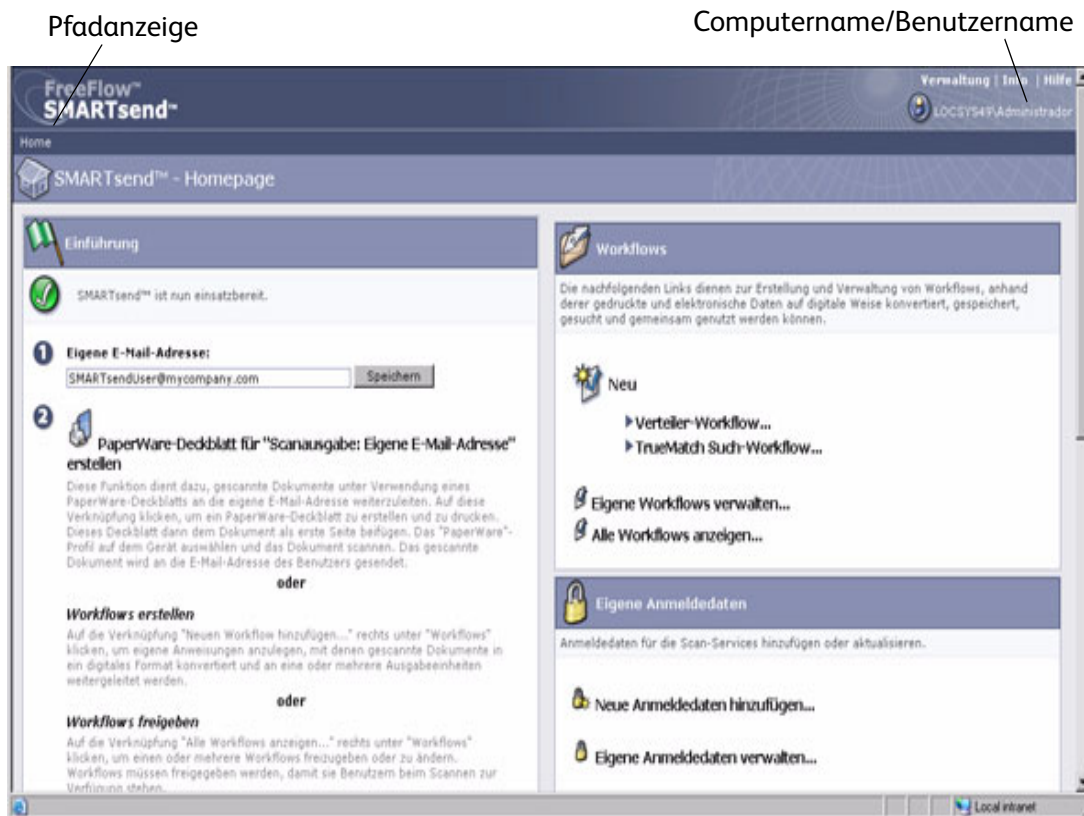 Pfadanzeige
Computername/Benutzername
FreeFlow™
SMARTsend™
Verwaltung | Info | Hilfe
LOCSYS49\Administrador
Home
SMARTsend™ - Homepage
Einführung
SMARTsend™ ist nun einsatzbereit.
1 Eigene E-Mail-Adresse:
SMARTsendUser@mycompany.com Speichern
2 PaperWare-Deckblatt für "Scanausgabe: Eigene E-Mail-Adresse"
erstellen
Diese Funktion dient dazu, gescannte Dokumente unter Verwendung eines
PaperWare-Deckblatts an die eigene E-Mail-Adresse weiterzuleiten. Auf diese
Verknüpfung klicken, um ein PaperWare-Deckblatt zu erstellen und zu drucken.
Dieses Deckblatt dann dem Dokument als erste Seite beifügen. Das "PaperWare"-
Profil auf dem Gerät auswählen und das Dokument scannen. Das gescannte
Dokument wird an die E-Mail-Adresse des Benutzers gesendet.
oder
Workflows erstellen
Auf die Verknüpfung "Neuen Workflow hinzufügen..." rechts unter "Workflows"
klicken, um eigene Anweisungen anzulegen, mit denen gescannte Dokumente in
ein digitales Format konvertiert und an eine oder mehrere Ausgabeeinheiten
weitergeleitet werden.
oder
Workflows freigeben
Auf die Verknüpfung "Alle Workflows anzeigen..." rechts unter "Workflows"
klicken, um einen oder mehrere Workflows freizugeben oder zu ändern.
Workflows müssen freigegeben werden, damit sie Benutzern beim Scannen zur
Verfügung stehen.
Workflows
Die nachfolgenden Links dienen zur Erstellung und Verwaltung von Workflows, anhand
derer gedruckte und elektronische Daten auf digitale Weise konvertiert, gespeichert,
gesucht und gemeinsam genutzt werden können.
Neu
Verteiler-Workflow...
TrueMatch Such-Workflow...
Eigene Workflows verwalten...
Alle Workflows anzeigen...
Eigene Anmeldedaten
Anmeldedaten für die Scan-Services hinzufügen oder aktualisieren.
Neue Anmeldedaten hinzufügen...
Eigene Anmeldedaten verwalten...
Local intranet